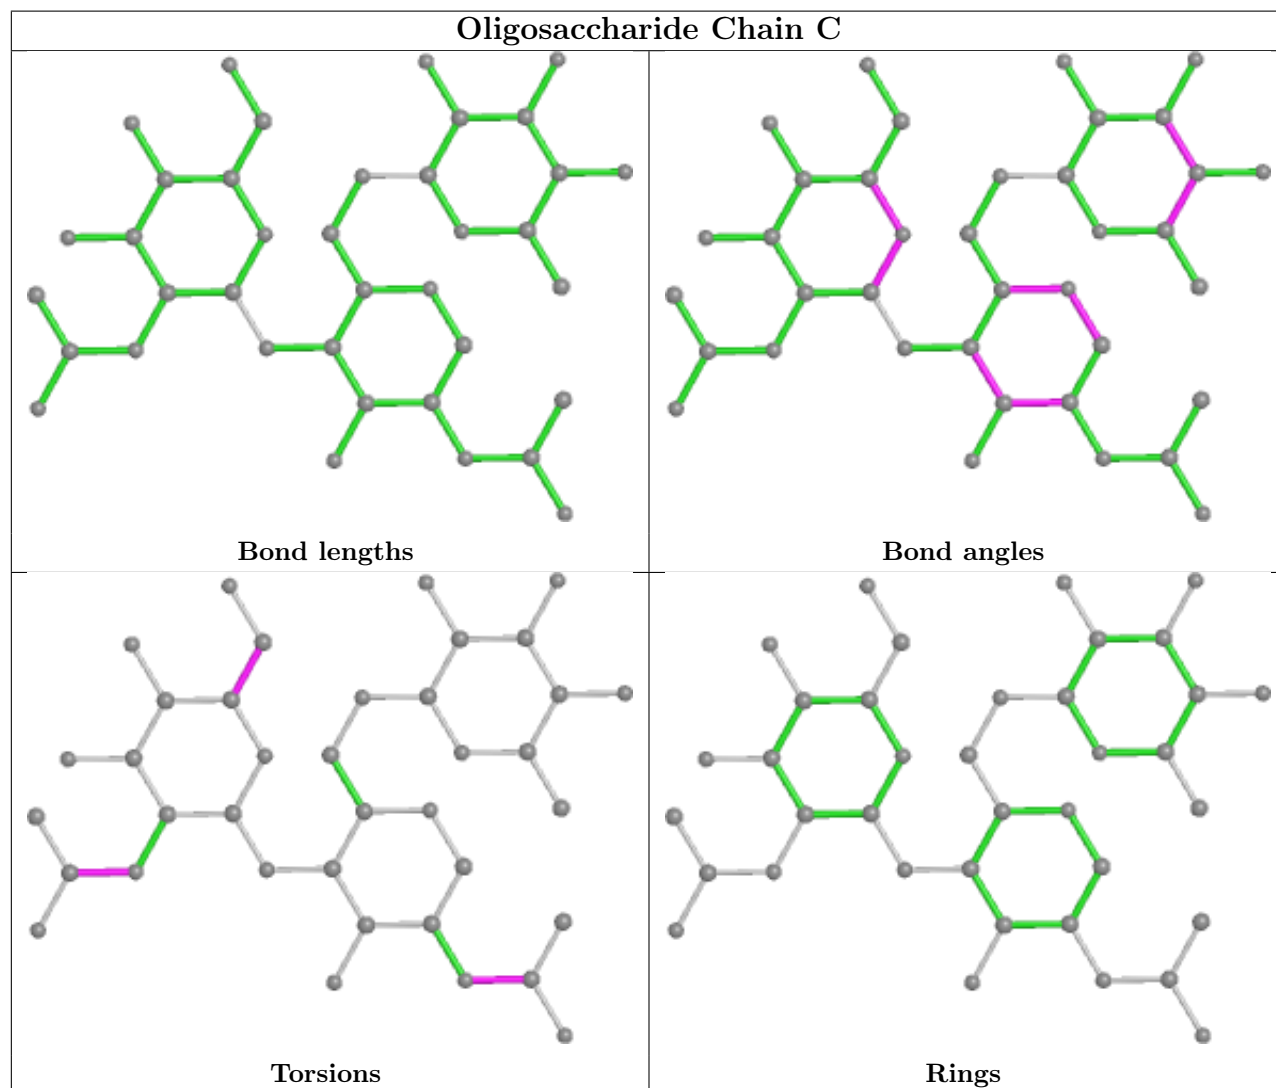 Oligosaccharide Chain C
Bond lengths
Bond angles
Torsions
Rings